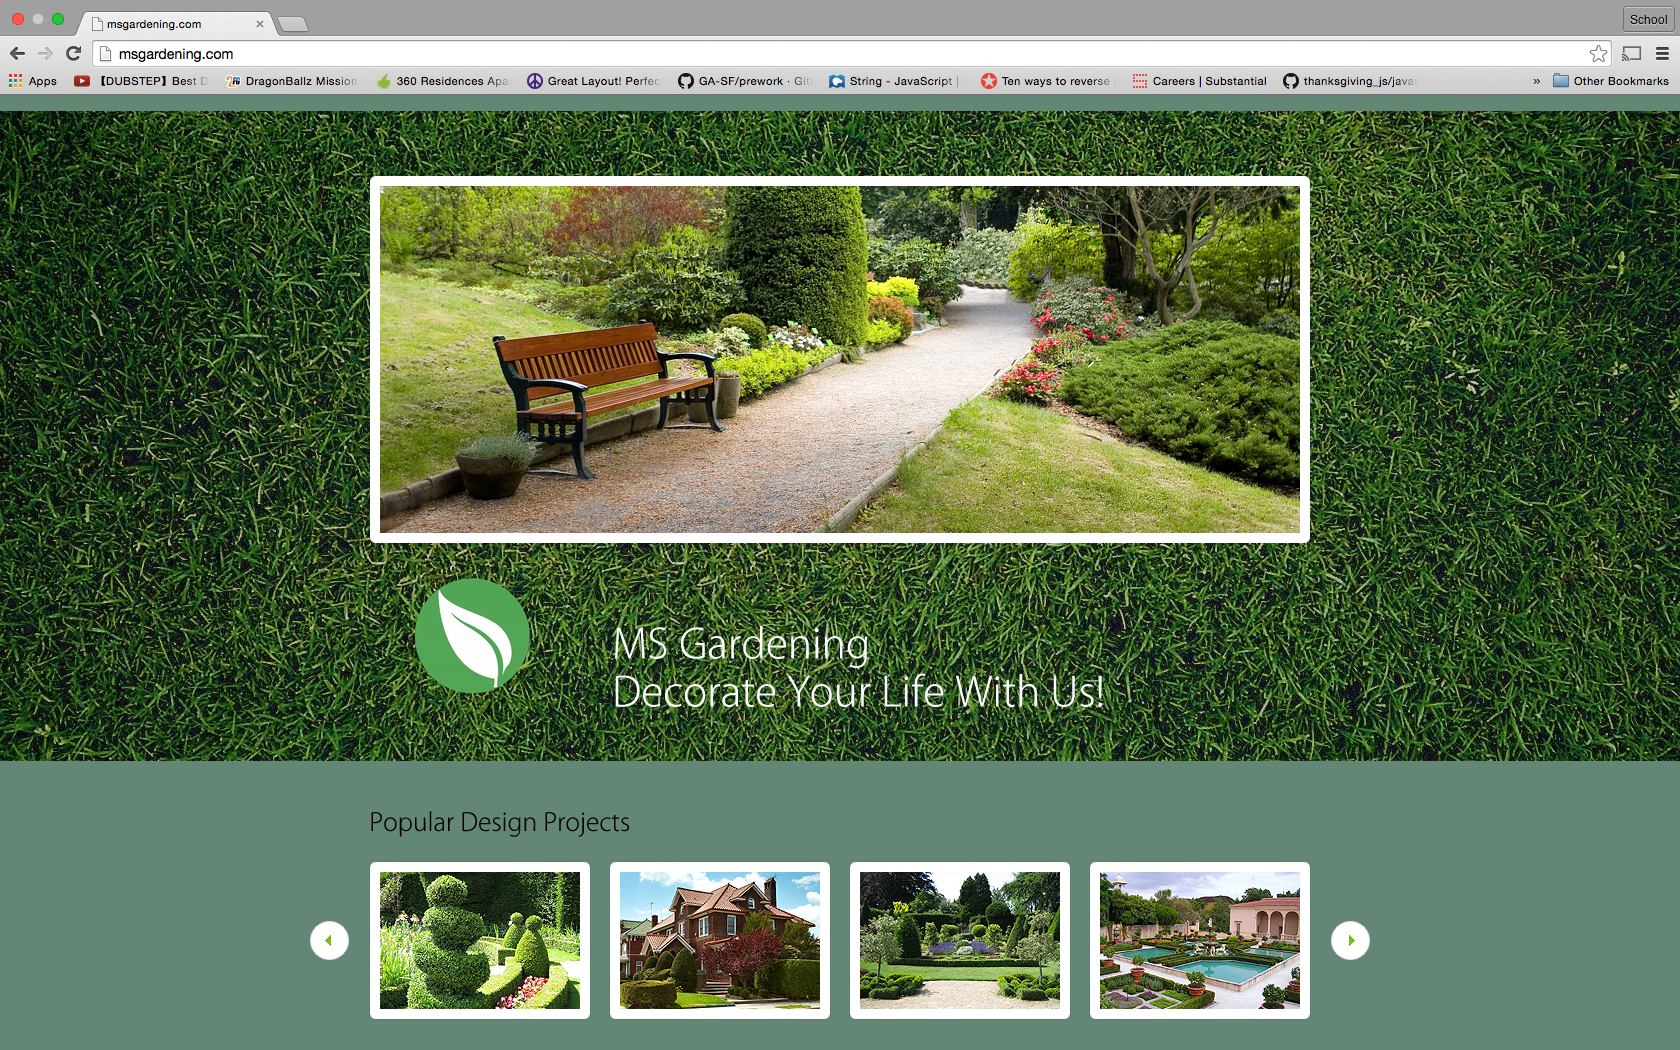 msgardening.com
School
msgardening.com
Apps
【DUBSTEP】Best D
DragonBallz Mission
360 Residences Apa
Great Layout! Perfec
GA-SF/prework · Git
String - JavaScript |
Ten ways to reverse
Careers | Substantial
thanksgiving_js/javas
»
Other Bookmarks
MS Gardening
Decorate Your Life With Us!
Popular Design Projects